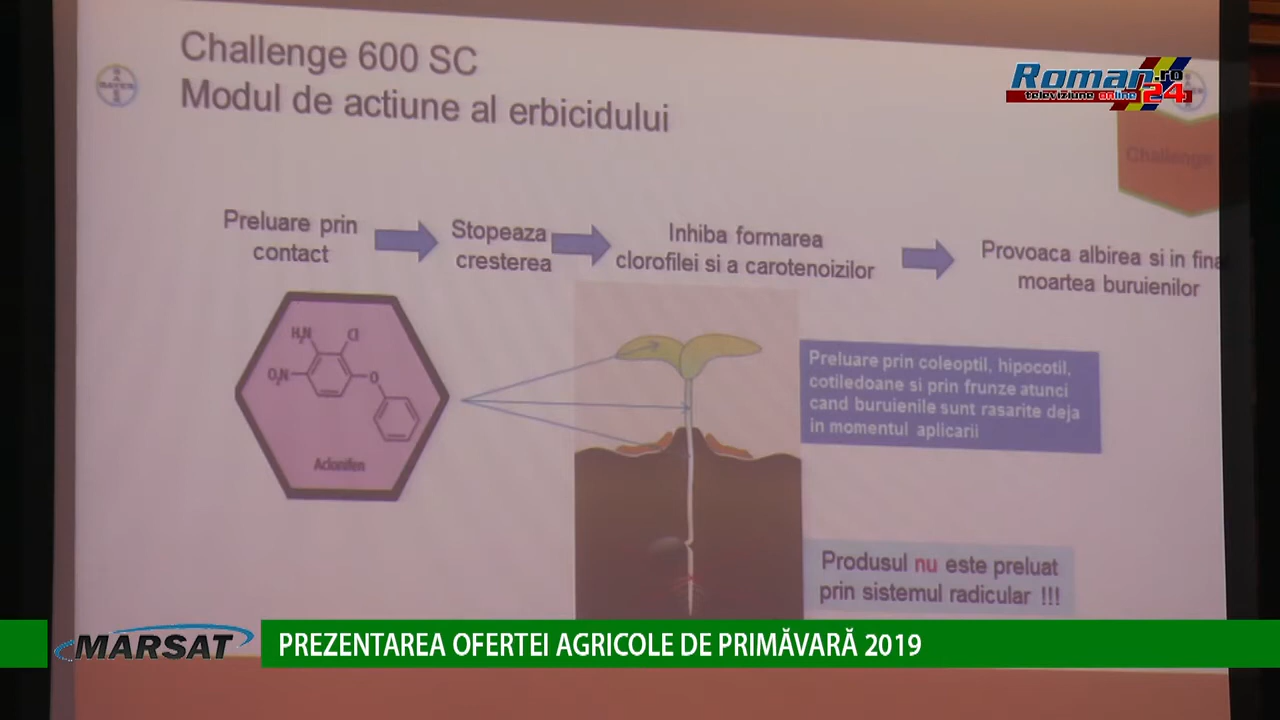 Challenge 600 SC
Modul de actiune al erbicidului
BAYER
Roman24.ro
televiziune online
Challenge
Preluare prin
contact
Stopeaza
cresterea
Inhiba formarea
clorofilei si a carotenoizilor
Provoaca albirea si in fina
moartea buruienilor
H₂N
Cl
O₂N
O
Aclonifen
Preluare prin coleoptil, hipocotil,
cotiledoane si prin frunze atunci
cand buruienile sunt rasarite deja
in momentul aplicarii
Produsul nu este preluat
prin sistemul radicular !!!
MARSAT
PREZENTAREA OFERTEI AGRICOLE DE PRIMĂVARĂ 2019